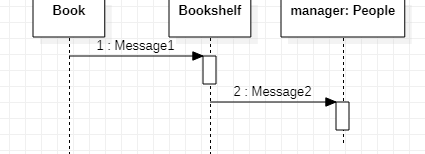 Book
Bookshelf
manager: People
1 : Message1
2 : Message2